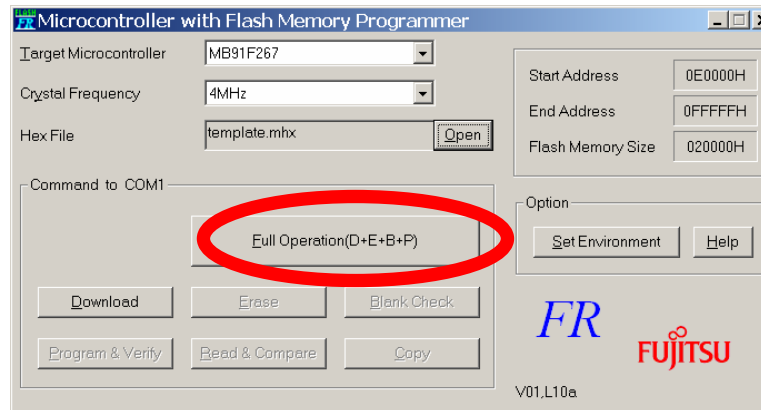 FLASH FR Microcontroller with Flash Memory Programmer
Target Microcontroller MB91F267
Crystal Frequency 4MHz
Hex File template.mhx Open
Start Address 0E0000H
End Address 0FFFFFH
Flash Memory Size 020000H
Command to COM1
Full Operation(D+E+B+P)
Download Erase Blank Check
Program & Verify Read & Compare Copy
Option
Set Environment Help
FR
FUJITSU
V01,L10a